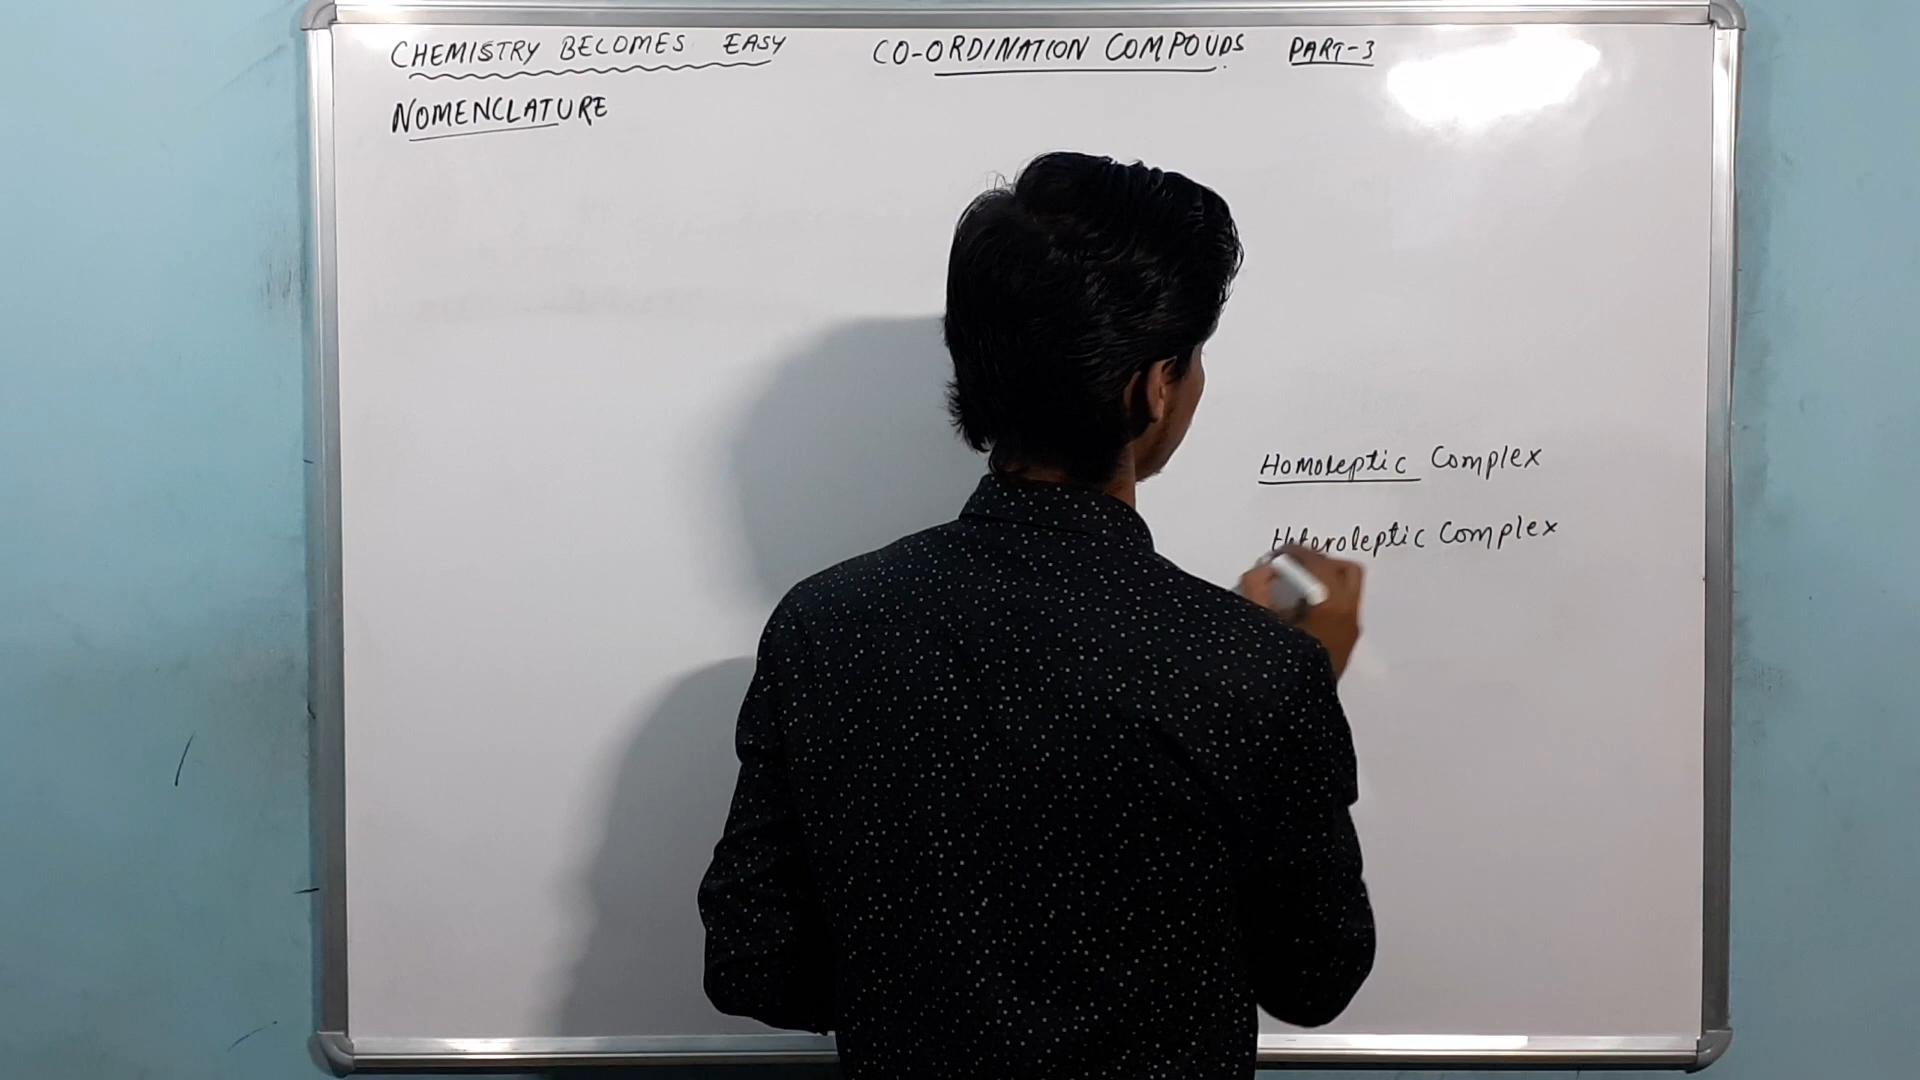 CHEMISTRY BECOMES EASY CO-ORDINATION COMPOUDS PART-3
NOMENCLATURE
Homoleptic Complex
Heteroleptic Complex